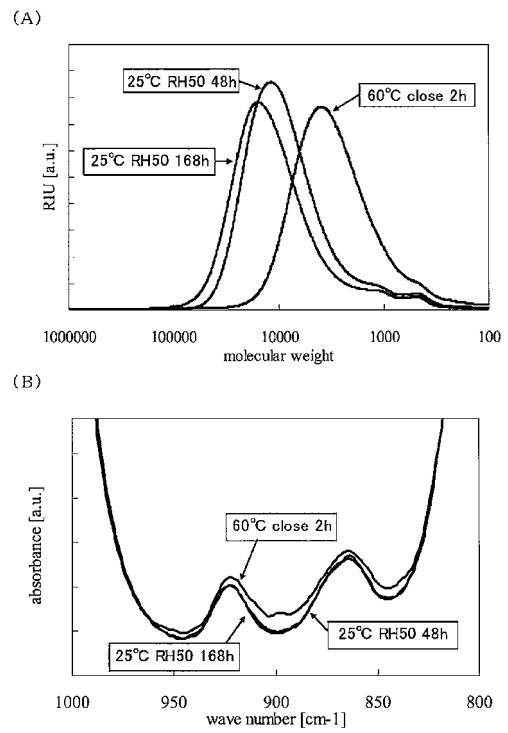 (A)
25°C RH50 48h
60°C close 2h
25°C RH50 168h
RIU [a.u.]
1000000 100000 10000 1000 100
molecular weight
(B)
60°C close 2h
absorbance [a.u.]
25°C RH50 168h
25°C RH50 48h
1000 950 900 850 800
wave number [cm-1]